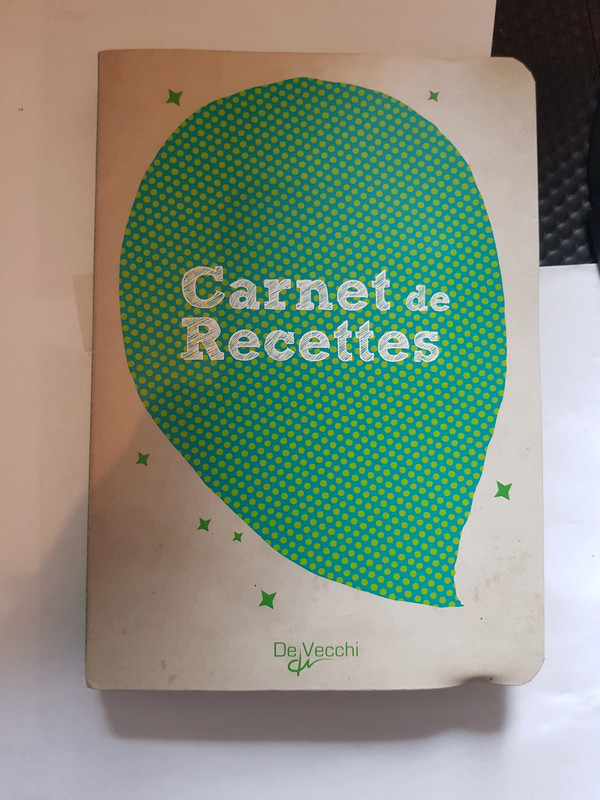 Carnet de
Recettes
De Vecchi